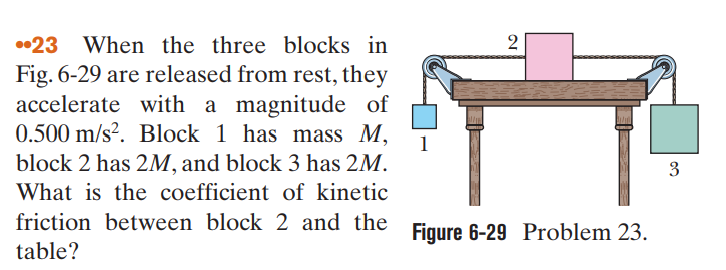 ••23 When the three blocks in
Fig. 6-29 are released from rest, they
accelerate with a magnitude of
0.500 m/s². Block 1 has mass M,
block 2 has 2M, and block 3 has 2M.
What is the coefficient of kinetic
friction between block 2 and the
table?
2
1
3
Figure 6-29 Problem 23.